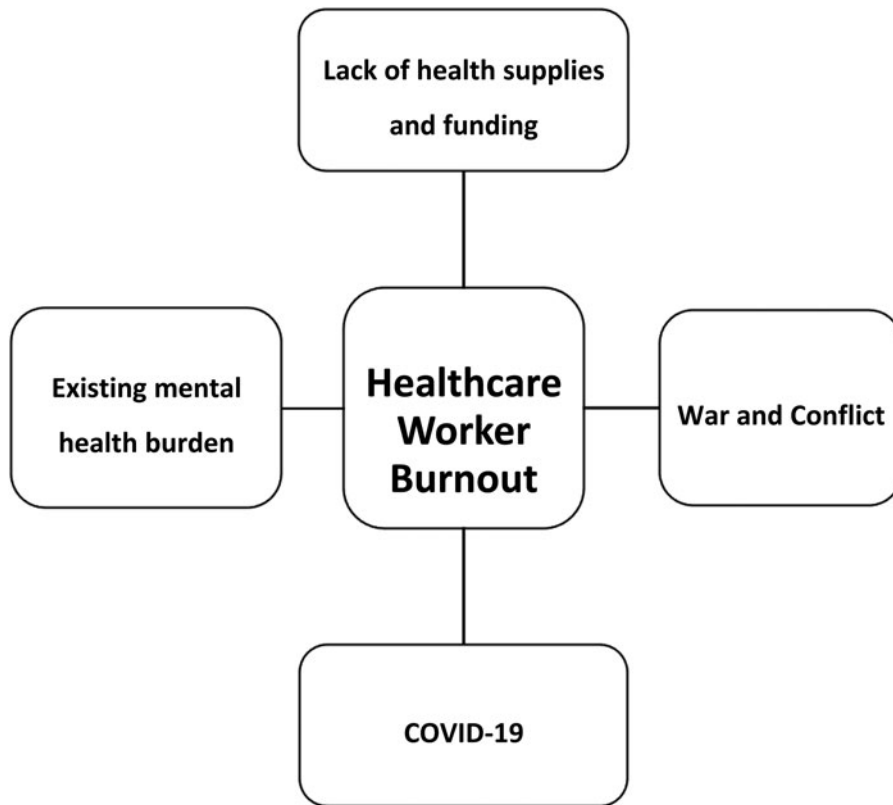 Lack of health supplies
and funding
Existing mental
health burden
Healthcare
Worker
Burnout
War and Conflict
COVID-19